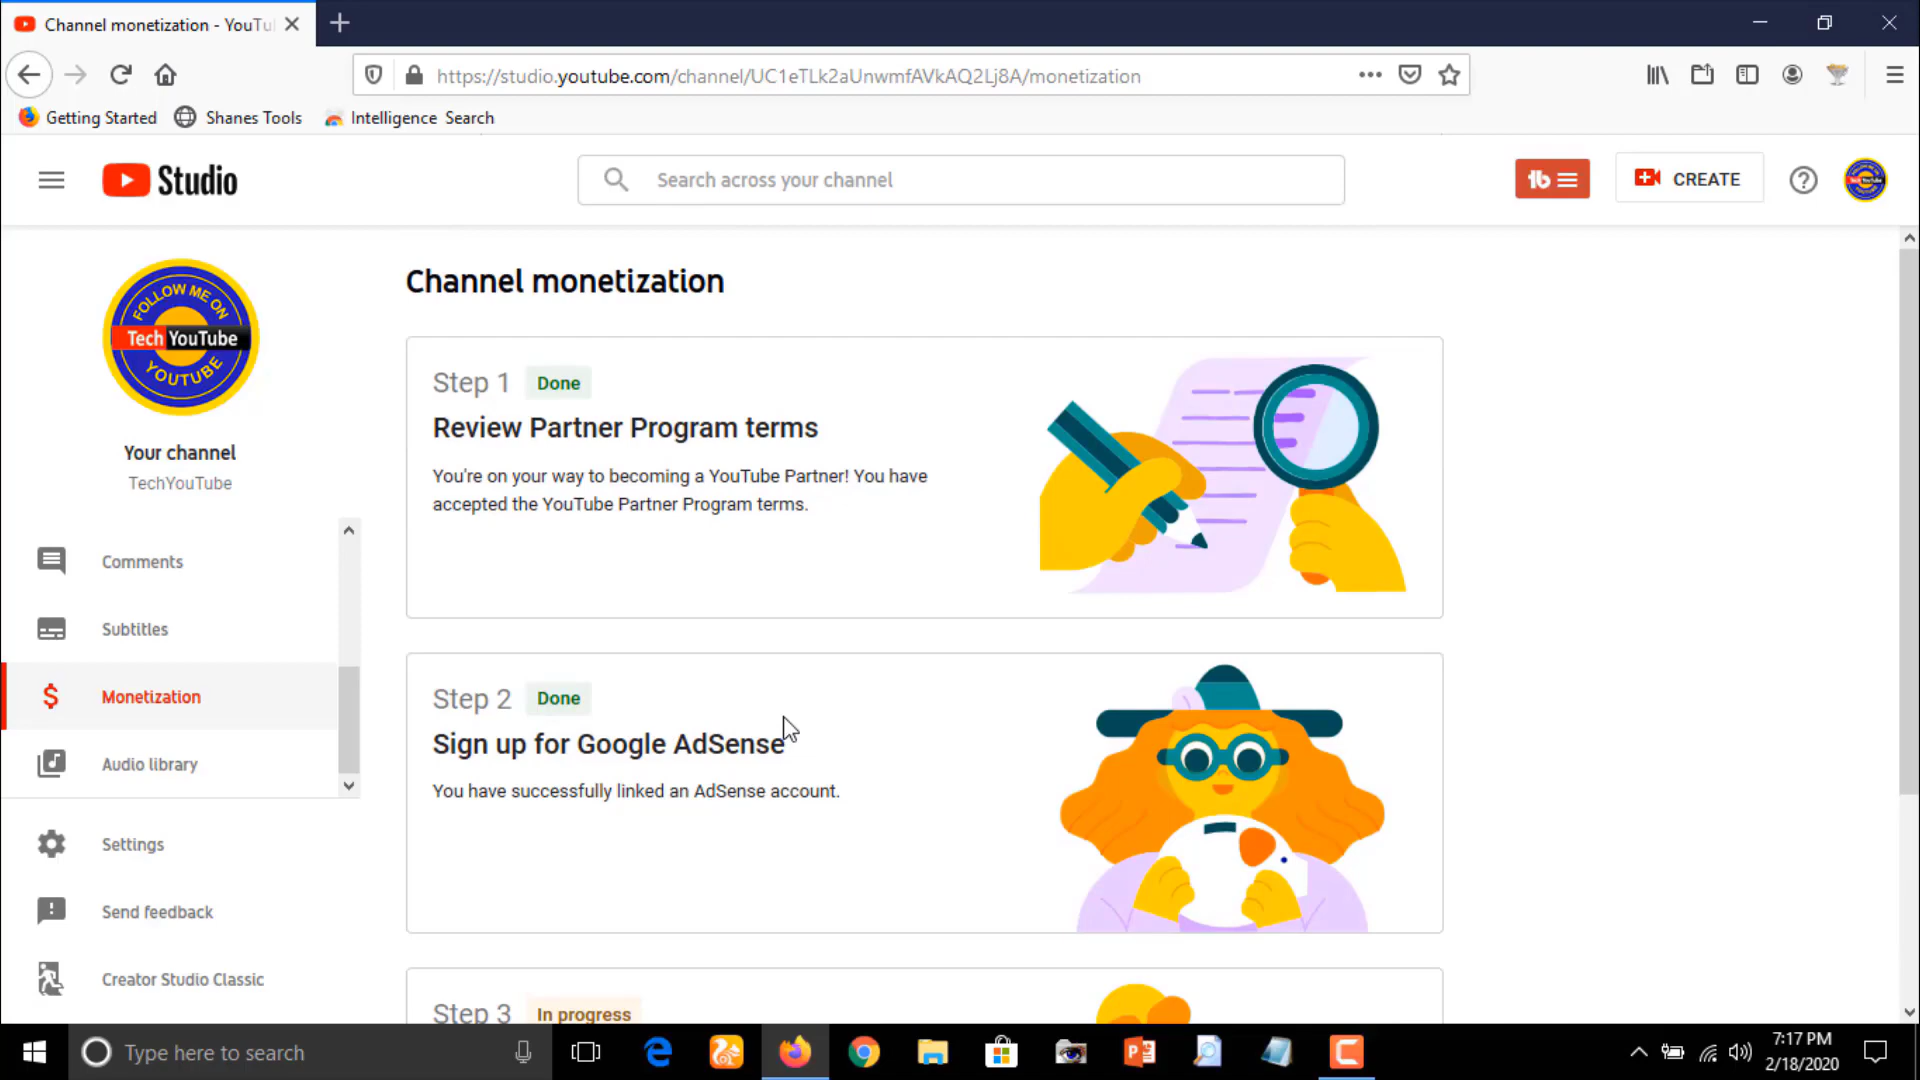 Channel monetization - YouTu
https://studio.youtube.com/channel/UC1eTLk2aUnwmfAVkAQ2Lj8A/monetization
Getting Started
Shanes Tools
Intelligence Search
Studio
Search across your channel
CREATE
FOLLOW ME ON
Tech YouTube
YOUTUBE
Your channel
TechYouTube
Comments
Subtitles
Monetization
Audio library
Settings
Send feedback
Creator Studio Classic
Channel monetization
Step 1 Done
Review Partner Program terms
You're on your way to becoming a YouTube Partner! You have
accepted the YouTube Partner Program terms.
Step 2 Done
Sign up for Google AdSense
You have successfully linked an AdSense account.
Step 3 In progress
Type here to search
7:17 PM
2/18/2020